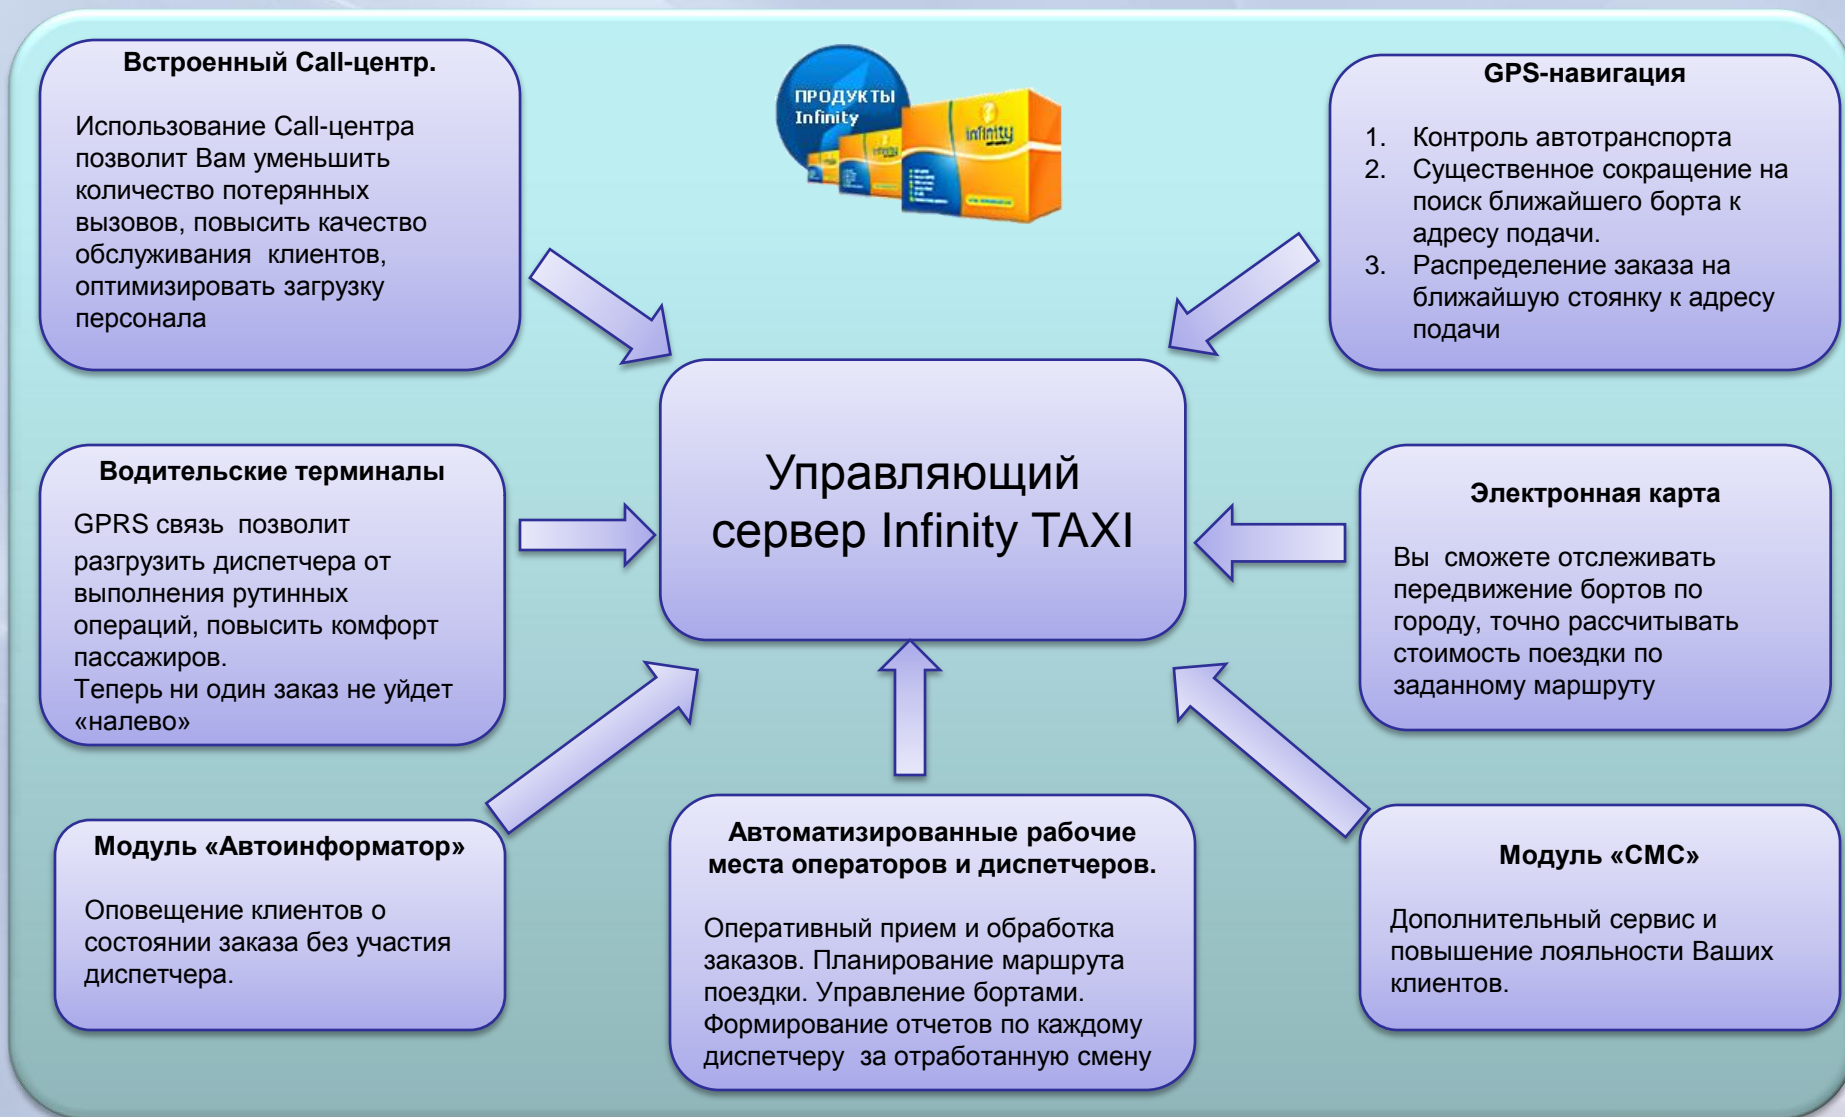 Встроенный Call-центр.
Использование Call-центра
позволит Вам уменьшить
количество потерянных
вызовов, повысить качество
обслуживания клиентов,
оптимизировать загрузку
персонала
ПРОДУКТЫ
Infinity
infinity
GPS-навигация
1. Контроль автотранспорта
2. Существенное сокращение на
поиск ближайшего борта к
адресу подачи.
3. Распределение заказа на
ближайшую стоянку к адресу
подачи
Управляющий
сервер Infinity TAXI
Водительские терминалы
GPRS связь позволит
разгрузить диспетчера от
выполнения рутинных
операций, повысить комфорт
пассажиров.
Теперь ни один заказ не уйдет
«налево»
Электронная карта
Вы сможете отслеживать
передвижение бортов по
городу, точно рассчитывать
стоимость поездки по
заданному маршруту
Модуль «Автоинформатор»
Оповещение клиентов о
состоянии заказа без участия
диспетчера.
Автоматизированные рабочие
места операторов и диспетчеров.
Оперативный прием и обработка
заказов. Планирование маршрута
поездки. Управление бортами.
Формирование отчетов по каждому
диспетчеру за отработанную смену
Модуль «СМС»
Дополнительный сервис и
повышение лояльности Ваших
клиентов.